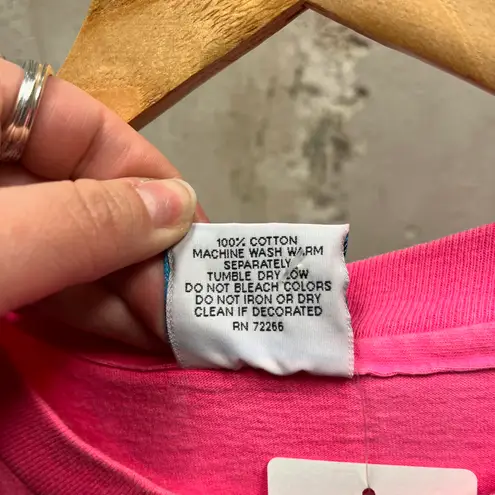 100% COTTON
MACHINE WASH WARM
SEPARATELY
TUMBLE DRY LOW
DO NOT BLEACH COLORS
DO NOT IRON OR DRY
CLEAN IF DECORATED
RN 72266